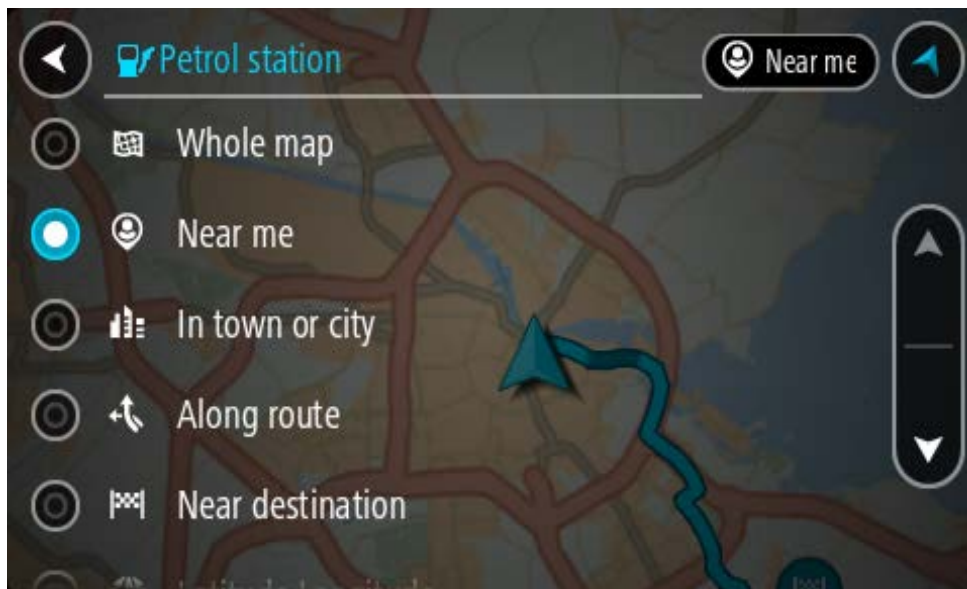 Petrol station
Near me
Whole map
Near me
In town or city
Along route
Near destination